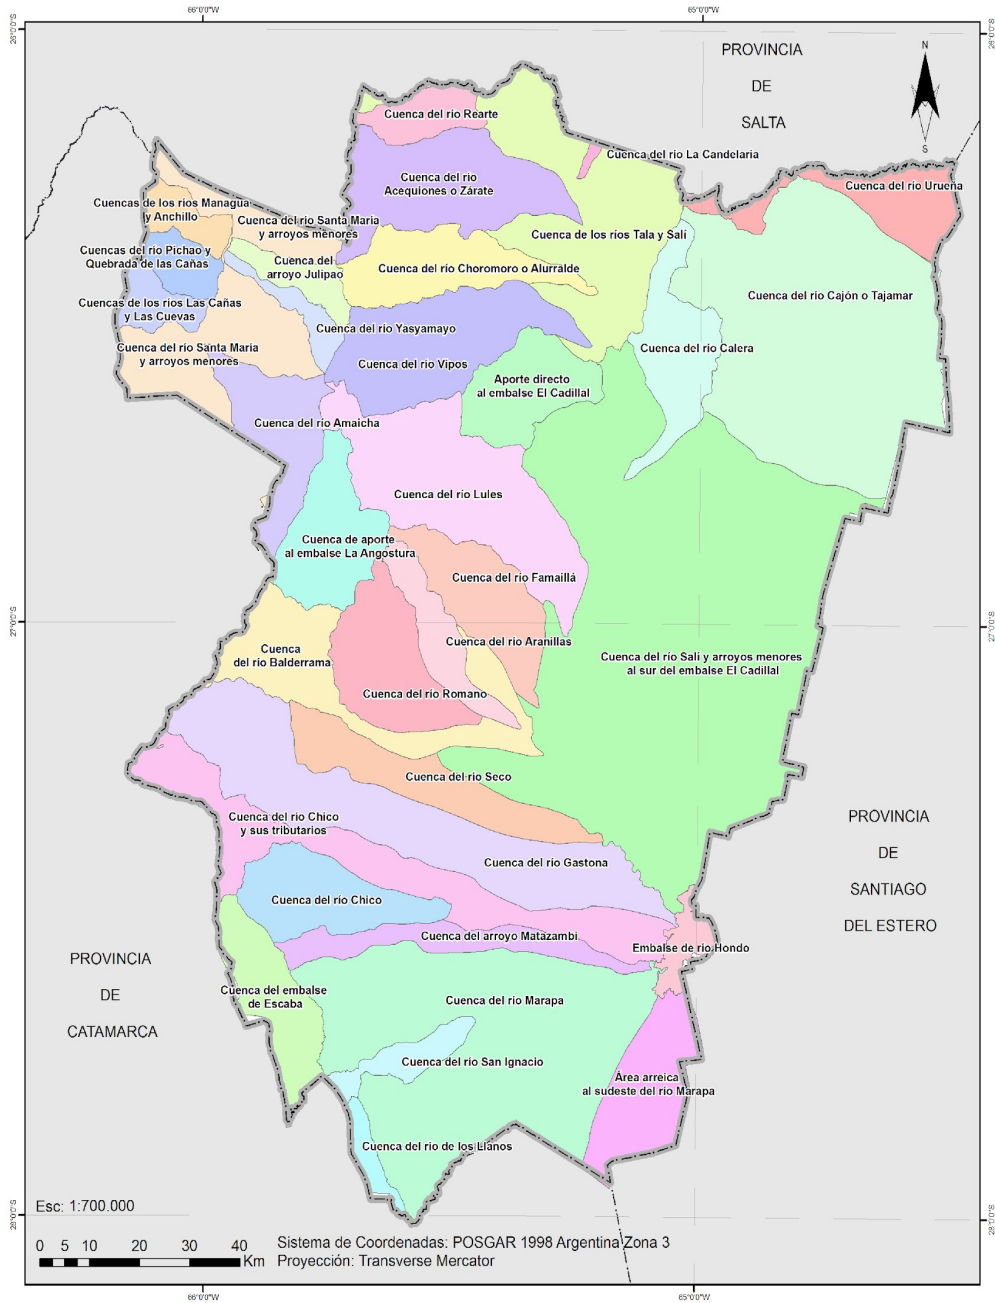 66°0'0"W
65°0'0"W
26°0'0"S
26°0'0"S
PROVINCIA
DE
SALTA
N
S
Cuenca del río Rearte
Cuenca del río La Candelaria
Cuenca del río Urueña
Cuenca del río
Acequiones o Zárate
Cuencas de los ríos Managua
y Anchillo
Cuenca del río Santa María
y arroyos menores
Cuenca de los ríos Tala y Salí
Cuencas del río Pichao y
Quebrada de las Cañas
Cuenca del
arroyo Julipao
Cuenca del río Choromoro o Alurralde
Cuenca del río Cajón o Tajamar
Cuencas de los ríos Las Cañas
y Las Cuevas
Cuenca del río Yasyamayo
Cuenca del río Santa María
y arroyos menores
Cuenca del río Calera
Cuenca del río Vipos
Aporte directo
al embalse El Cadillal
Cuenca del río Amaicha
Cuenca del río Lules
Cuenca de aporte
al embalse La Angostura
Cuenca del río Famaillá
27°0'0"S
27°0'0"S
Cuenca del río Aranillas
Cuenca
del río Balderrama
Cuenca del río Salí y arroyos menores
al sur del embalse El Cadillal
Cuenca del río Romano
Cuenca del río Seco
Cuenca del río Chico
y sus tributarios
PROVINCIA
DE
SANTIAGO
DEL ESTERO
Cuenca del río Gastona
Cuenca del río Chico
Cuenca del arroyo Matazambi
Embalse de río Hondo
PROVINCIA
DE
CATAMARCA
Cuenca del embalse
de Escaba
Cuenca del río Marapa
Cuenca del río San Ignacio
Área arreica
al sudeste del río Marapa
Cuenca del río de los Llanos
28°0'0"S
28°0'0"S
Esc: 1:700.000
0 5 10 20 30 40
Km
Sistema de Coordenadas: POSGAR 1998 Argentina Zona 3
Proyección: Transverse Mercator
66°0'0"W
65°0'0"W